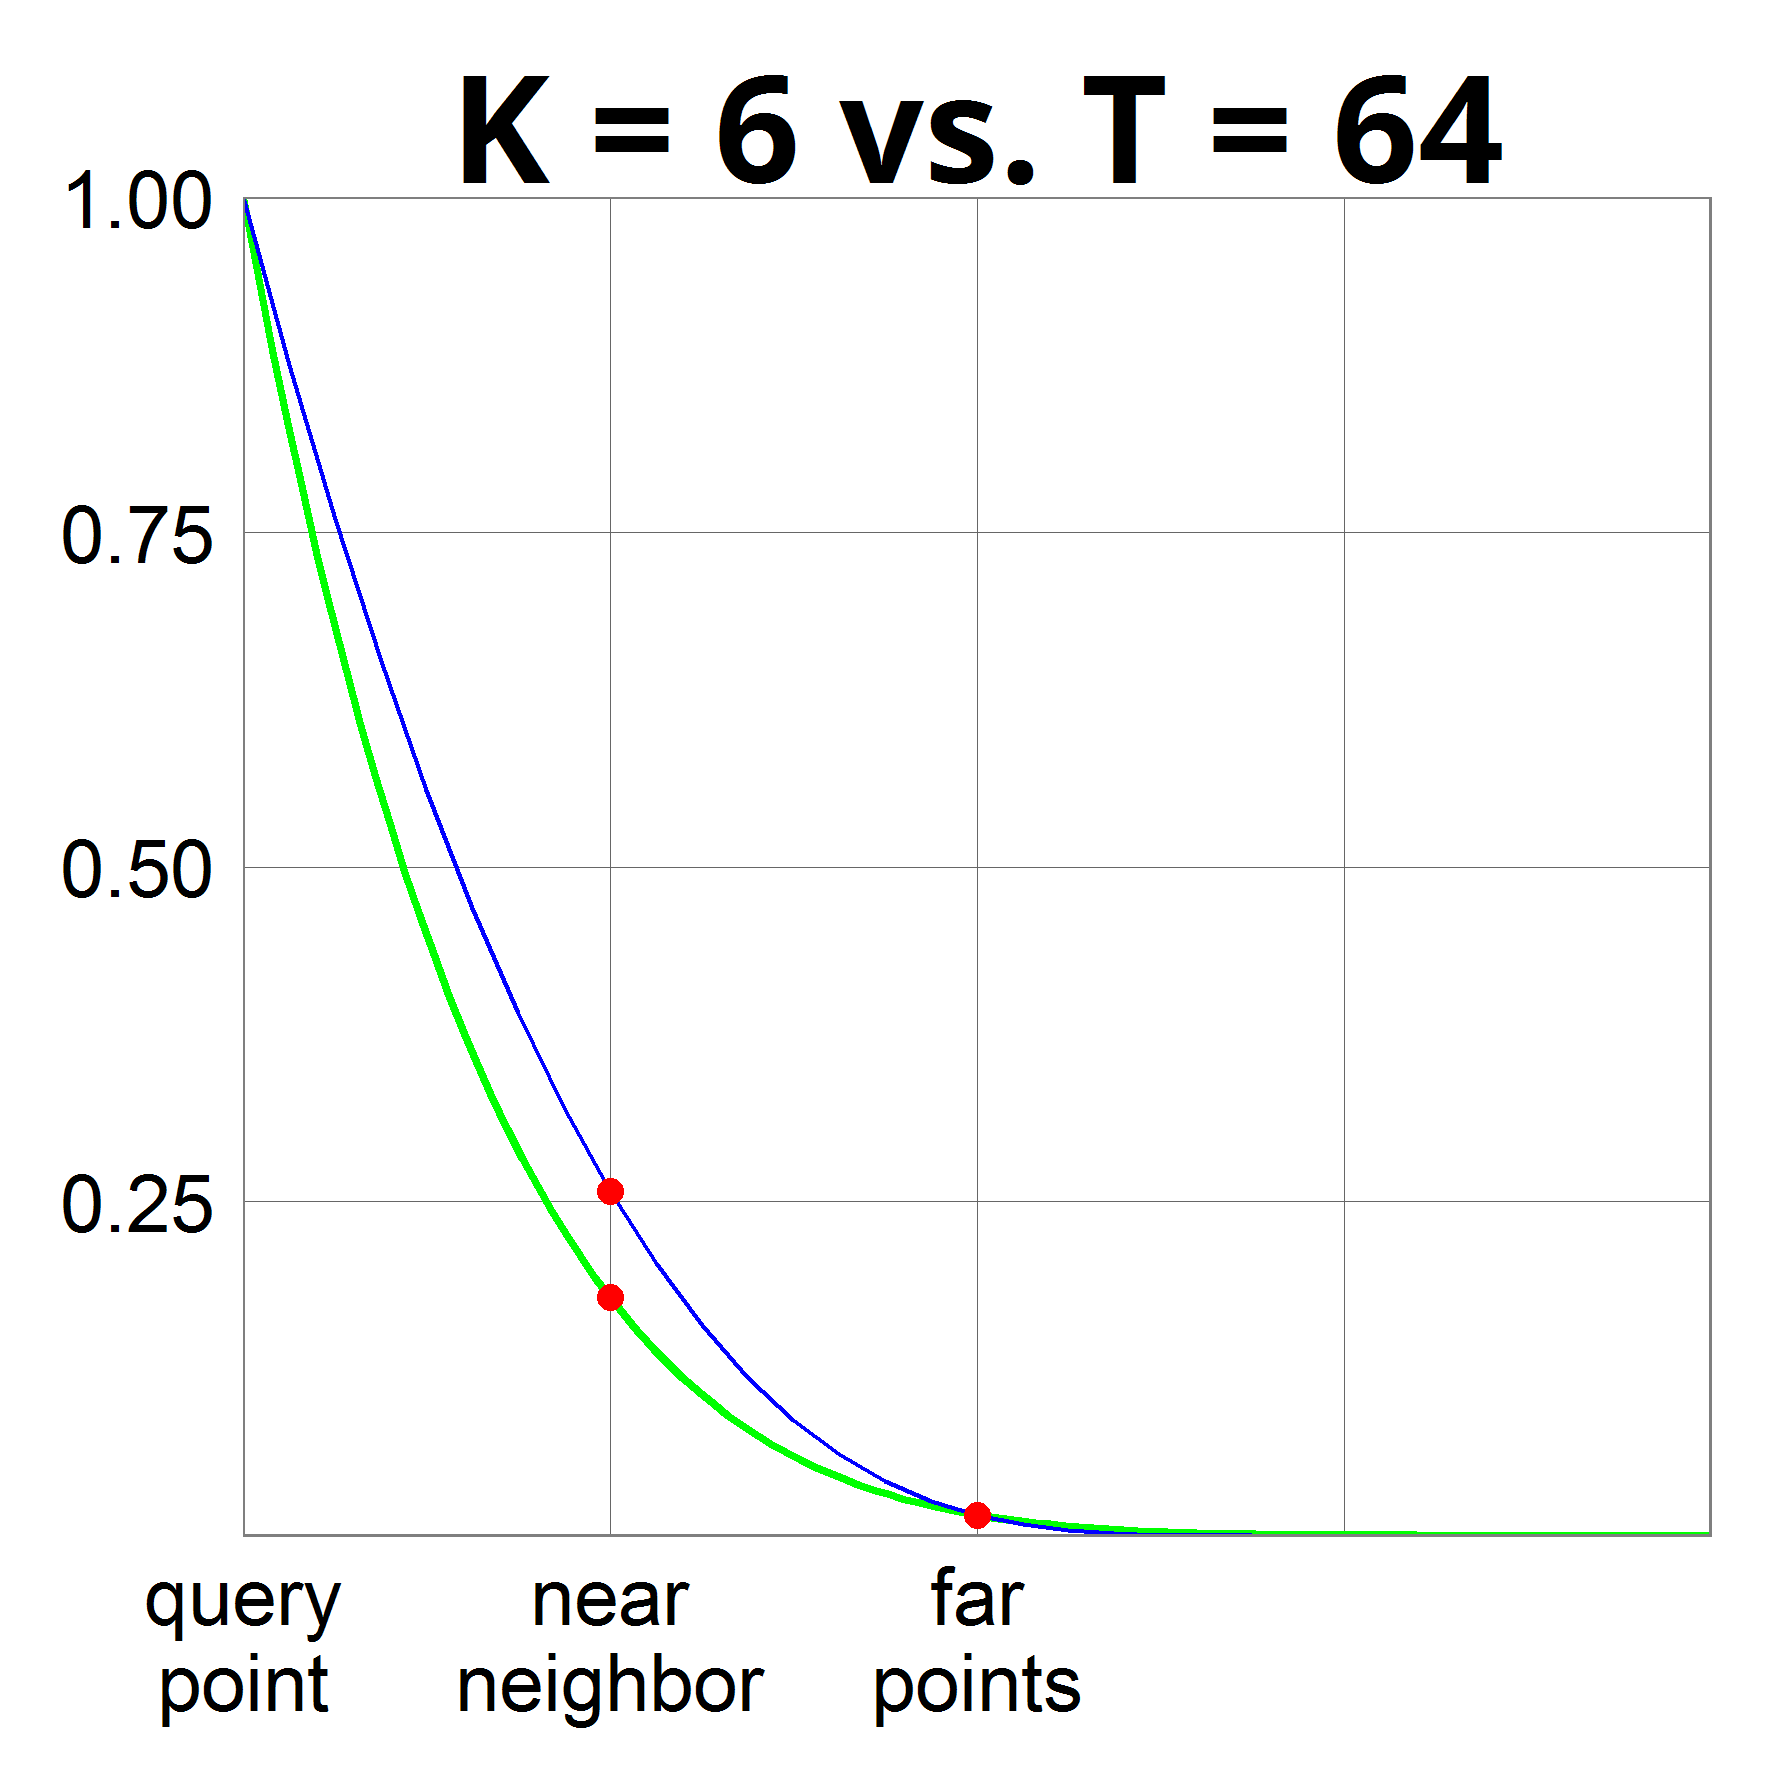 K = 6 vs. T = 64
1.00
0.75
0.50
0.25
query point
near neighbor
far points